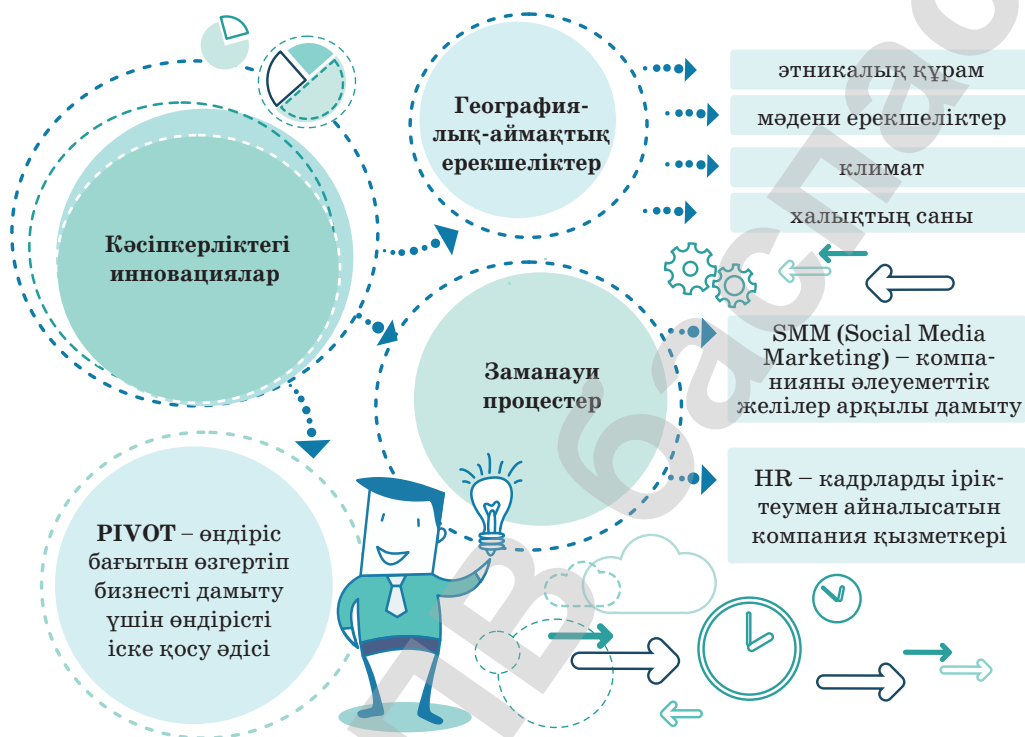 Кәсіпкерліктегі
инновациялар
География-
лық-аймақтық
ерекшеліктер
этникалық құрам
мәдени ерекшеліктер
климат
халықтың саны
Заманауи
процестер
SMM (Social Media
Marketing) – компа-
нияны әлеуеметтік
желілер арқылы дамыту
HR – кадрларды ірік-
теумен айналысатын
компания қызметкері
PIVOT – өндіріс
бағытын өзгертіп
бизнесті дамыту
үшін өндірісті
іске қосу әдісі